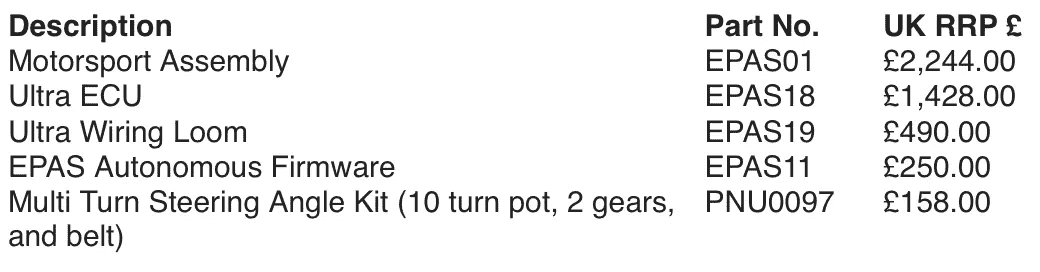 Description Part No. UK RRP £
Motorsport Assembly EPAS01 £2,244.00
Ultra ECU EPAS18 £1,428.00
Ultra Wiring Loom EPAS19 £490.00
EPAS Autonomous Firmware EPAS11 £250.00
Multi Turn Steering Angle Kit (10 turn pot, 2 gears, PNU0097 £158.00
and belt)